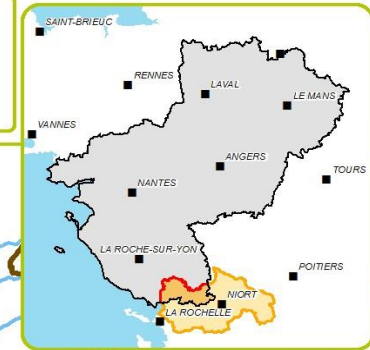 SAINT-BRIEUC
RENNES
LAVAL
LE MANS
VANNES
ANGERS
TOURS
NANTES
LA ROCHE-SUR-YON
POITIERS
NIORT
LA ROCHELLE